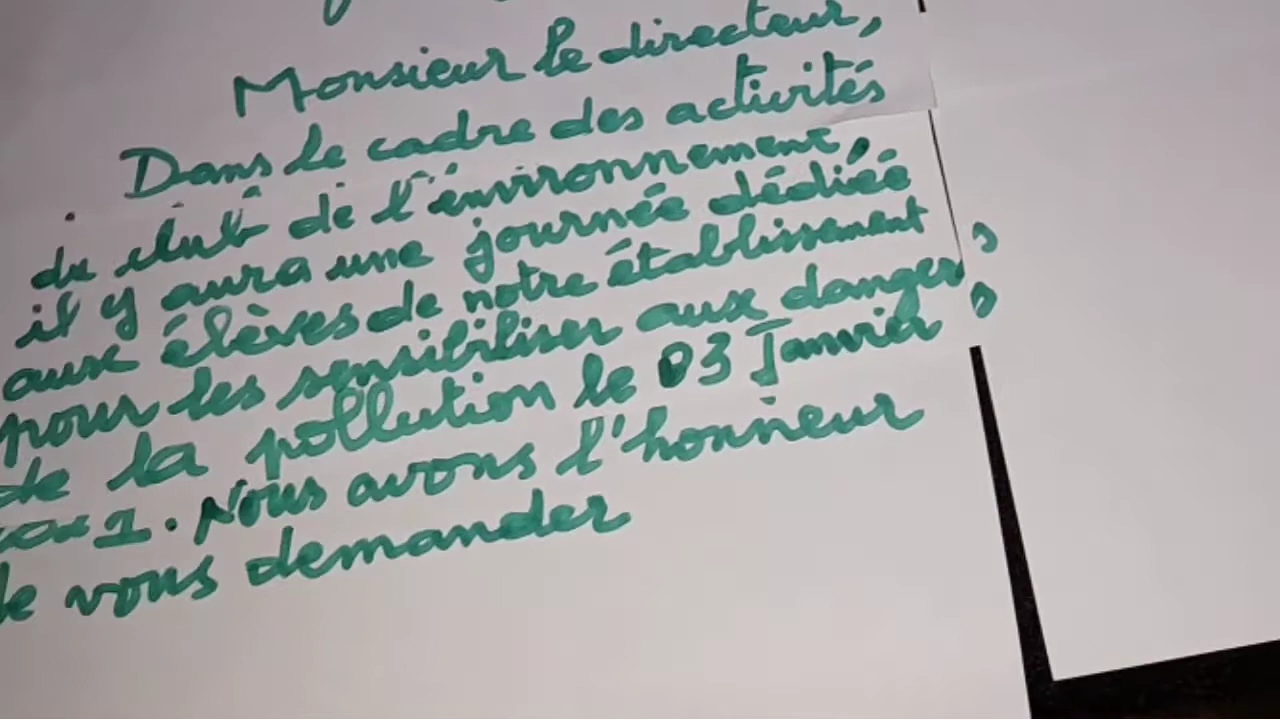 Monsieur le directeur,
Dans le cadre des activités
du club de l'environnement,
il y aura une journée dédiée
aux élèves de notre établissement
pour les sensibiliser aux danger,
de la pollution le 03 Janvier,
1. Nous avons l'honneur
de vous demander